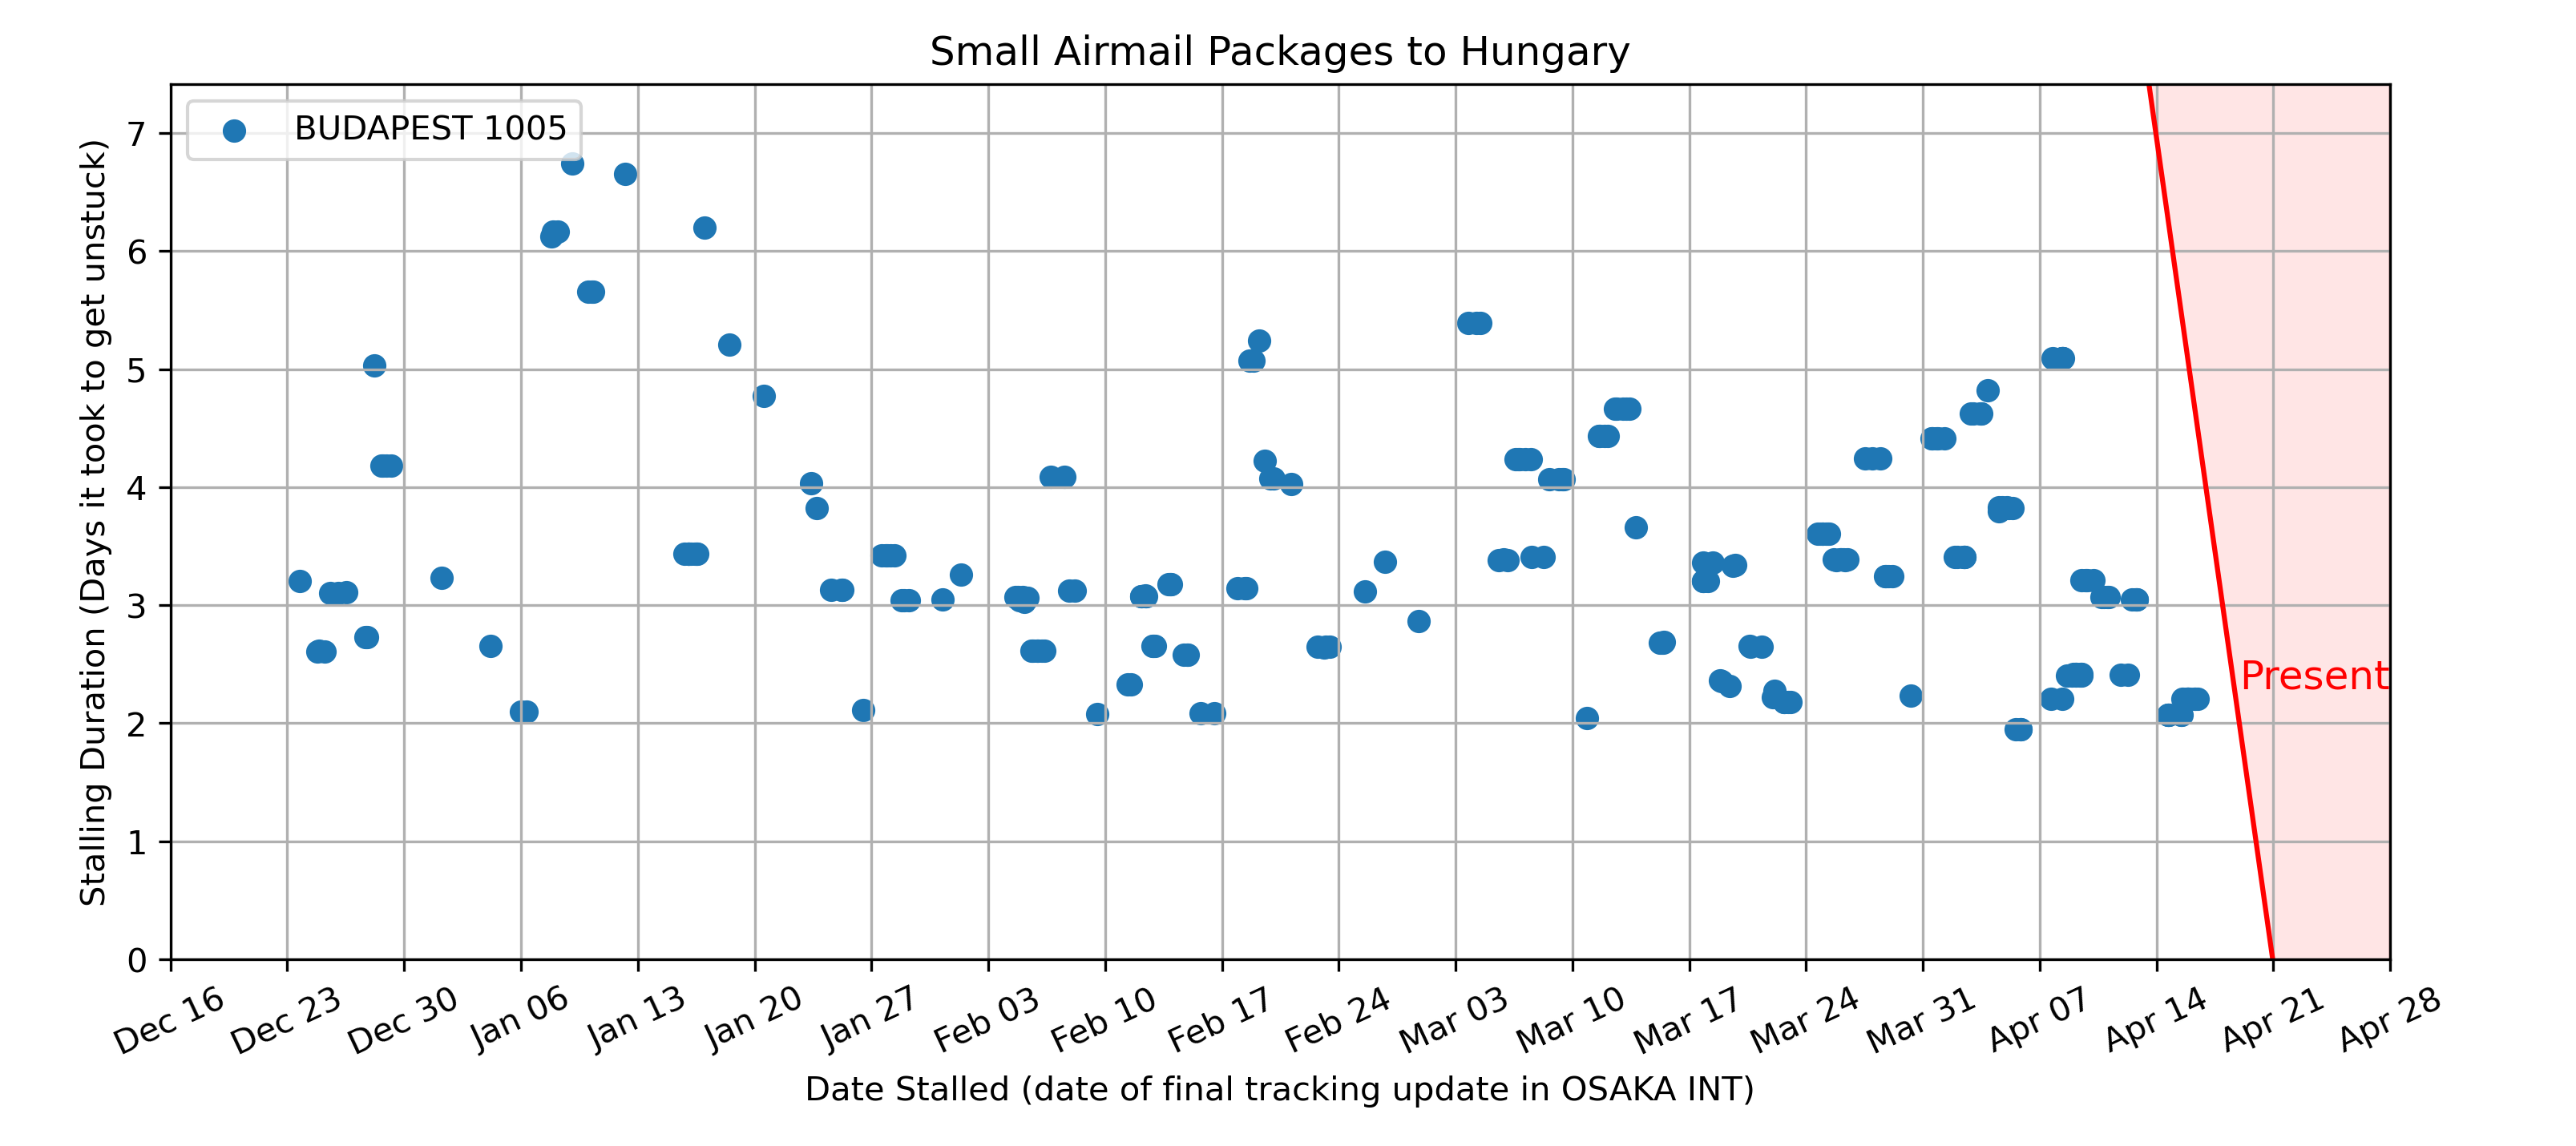 Small Airmail Packages to Hungary
BUDAPEST 1005
Stalling Duration (Days it took to get unstuck)
7
6
5
4
3
2
1
0
Present
Dec 16
Dec 23
Dec 30
Jan 06
Jan 13
Jan 20
Jan 27
Feb 03
Feb 10
Feb 17
Feb 24
Mar 03
Mar 10
Mar 17
Mar 24
Mar 31
Apr 07
Apr 14
Apr 21
Apr 28
Date Stalled (date of final tracking update in OSAKA INT)